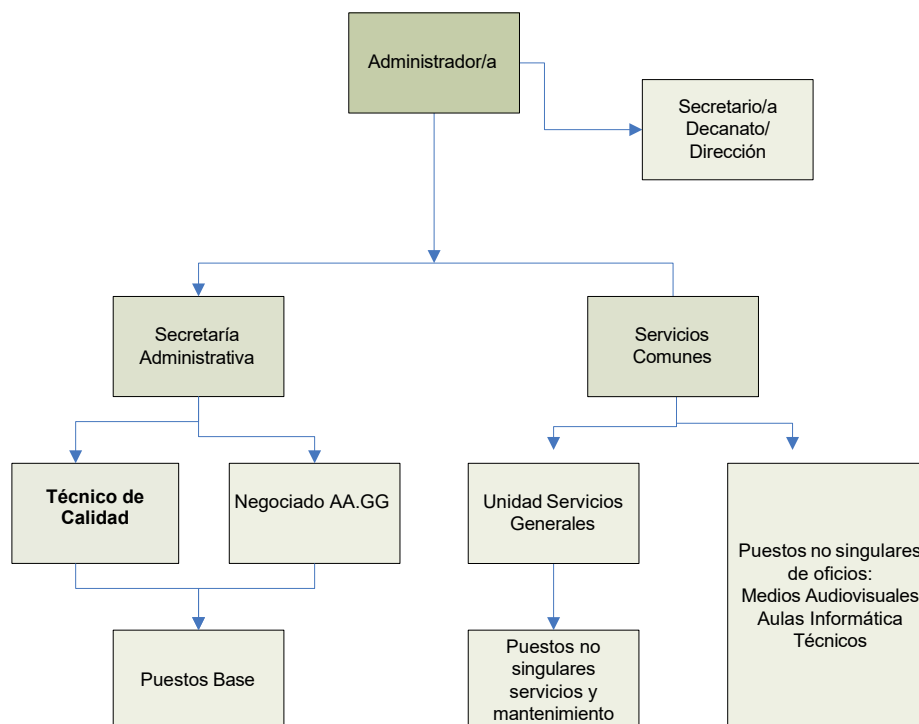 Administrador/a
Secretario/a
Decanato/
Dirección
Secretaría
Administrativa
Servicios
Comunes
Técnico de
Calidad
Negociado AA.GG
Unidad Servicios
Generales
Puestos no singulares
de oficios:
Medios Audiovisuales
Aulas Informática
Técnicos
Puestos Base
Puestos no
singulares
servicios y
mantenimiento